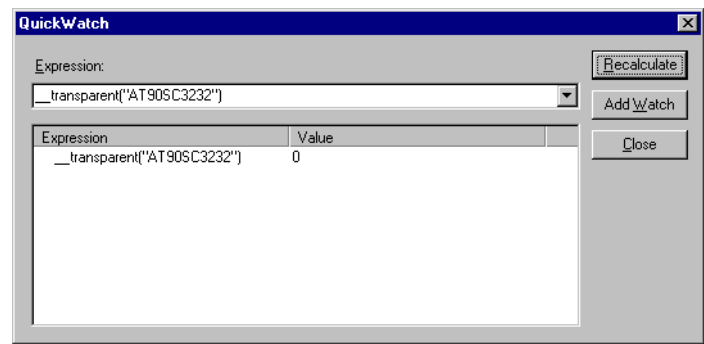 QuickWatch
Expression:
Recalculate
__transparent("AT90SC3232")
Add Watch
Expression Value
Close
__transparent("AT90SC3232") 0